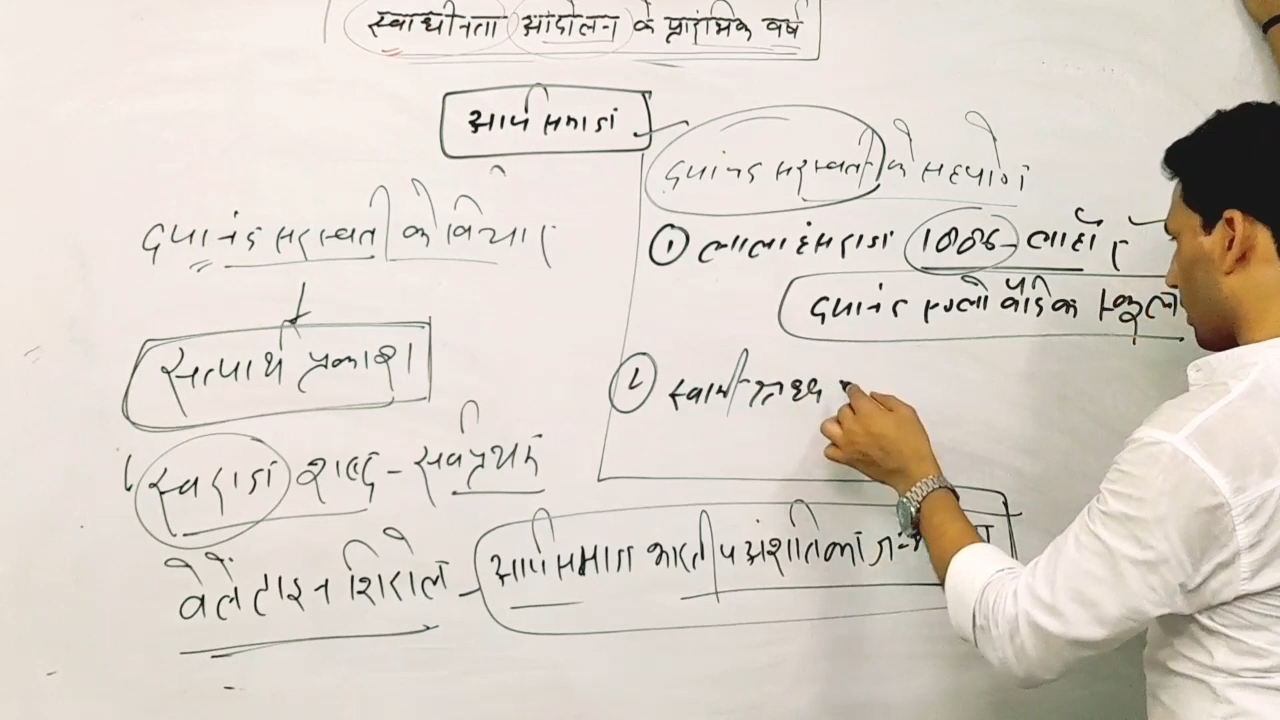 स्वाधीनता आंदोलन के प्रारंभिक वर्ष
आर्य समाज
दयानंद सरस्वती के सहयोगी
दयानंद सरस्वती के विचार
① लाला हंसराज 1886 - लाहौर
दयानंद एंग्लो वैदिक स्कूल
सत्यार्थ प्रकाश
② स्वामी श्रद्ध
स्वराज शब्द - सर्वप्रथम
वेलेंटाइन शिरोल - आर्य समाज भारतीय अशांति का